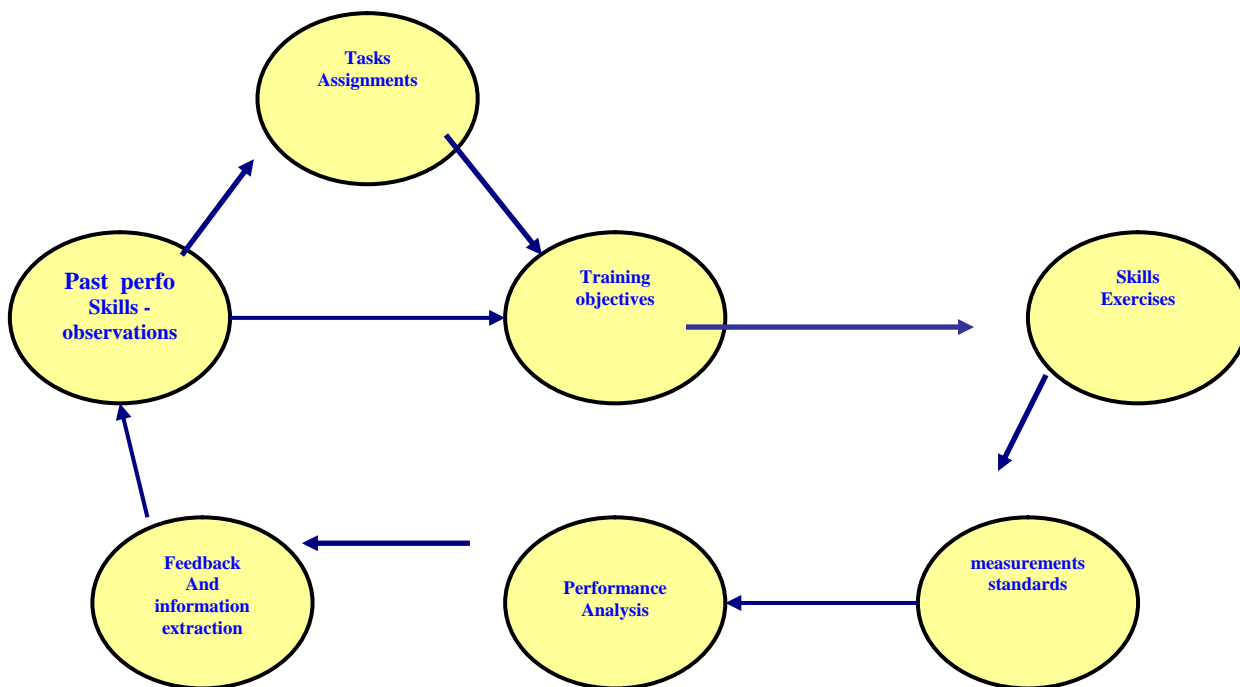 Tasks
Assignments
Past perfo
Skills -
observations
Training
objectives
Skills
Exercises
Feedback
And
information
extraction
Performance
Analysis
measurements
standards